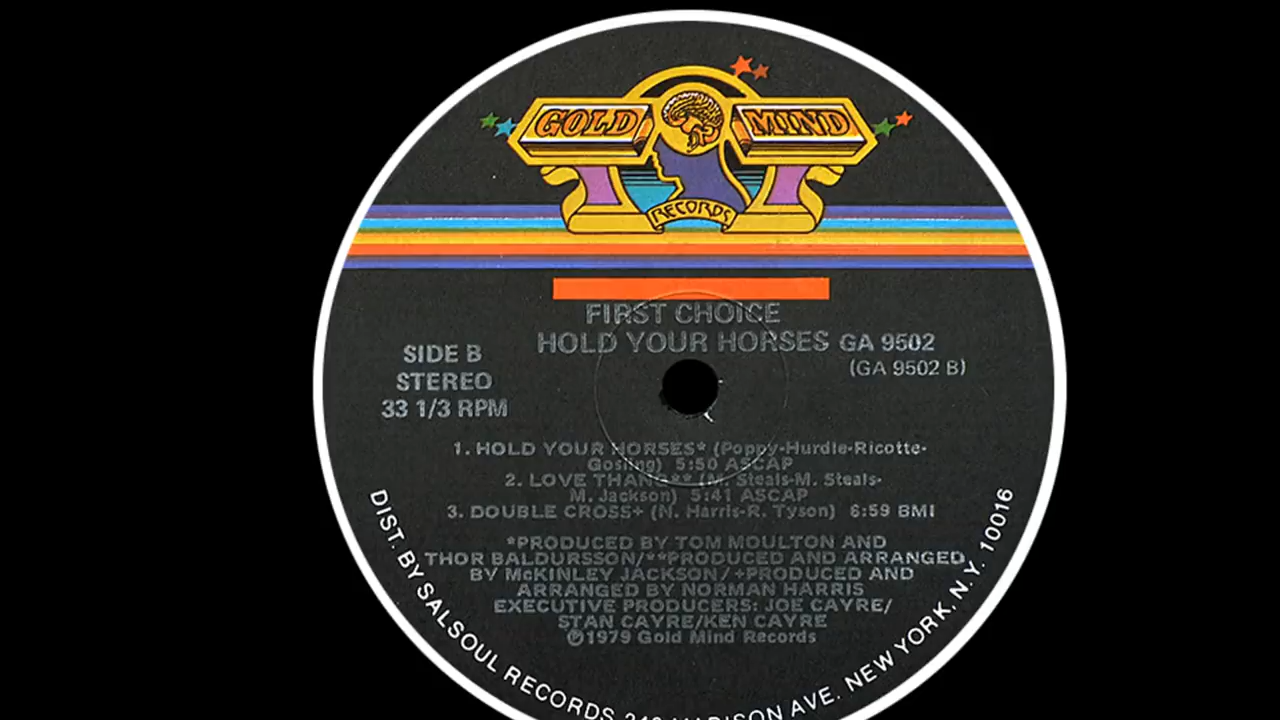 GOLD MIND
RECORDS
FIRST CHOICE
HOLD YOUR HORSES GA 9502
(GA 9502 B)
SIDE B
STEREO
33 1/3 RPM
1. HOLD YOUR HORSES* (Poppy-Hurdle-Ricotte-
Gosling) 5:50 ASCAP
2. LOVE THANG** (M. Steals-M. Steals-
M. Jackson) 5:41 ASCAP
3. DOUBLE CROSS+ (N. Harris-R. Tyson) 6:59 BMI
*PRODUCED BY TOM MOULTON AND
THOR BALDURSSON/**PRODUCED AND ARRANGED
BY McKINLEY JACKSON/+PRODUCED AND
ARRANGED BY NORMAN HARRIS
EXECUTIVE PRODUCERS: JOE CAYRE/
STAN CAYRE/KEN CAYRE
℗1979 Gold Mind Records
DIST. BY SALSOUL RECORDS, MADISON AVE. NEW YORK, N.Y. 10016